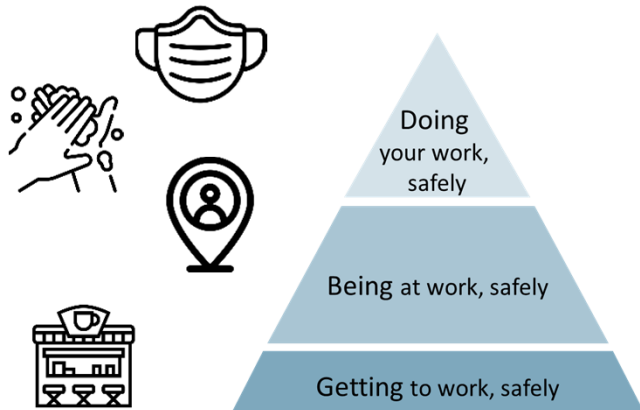 Doing
your work,
safely
Being at work, safely
Getting to work, safely